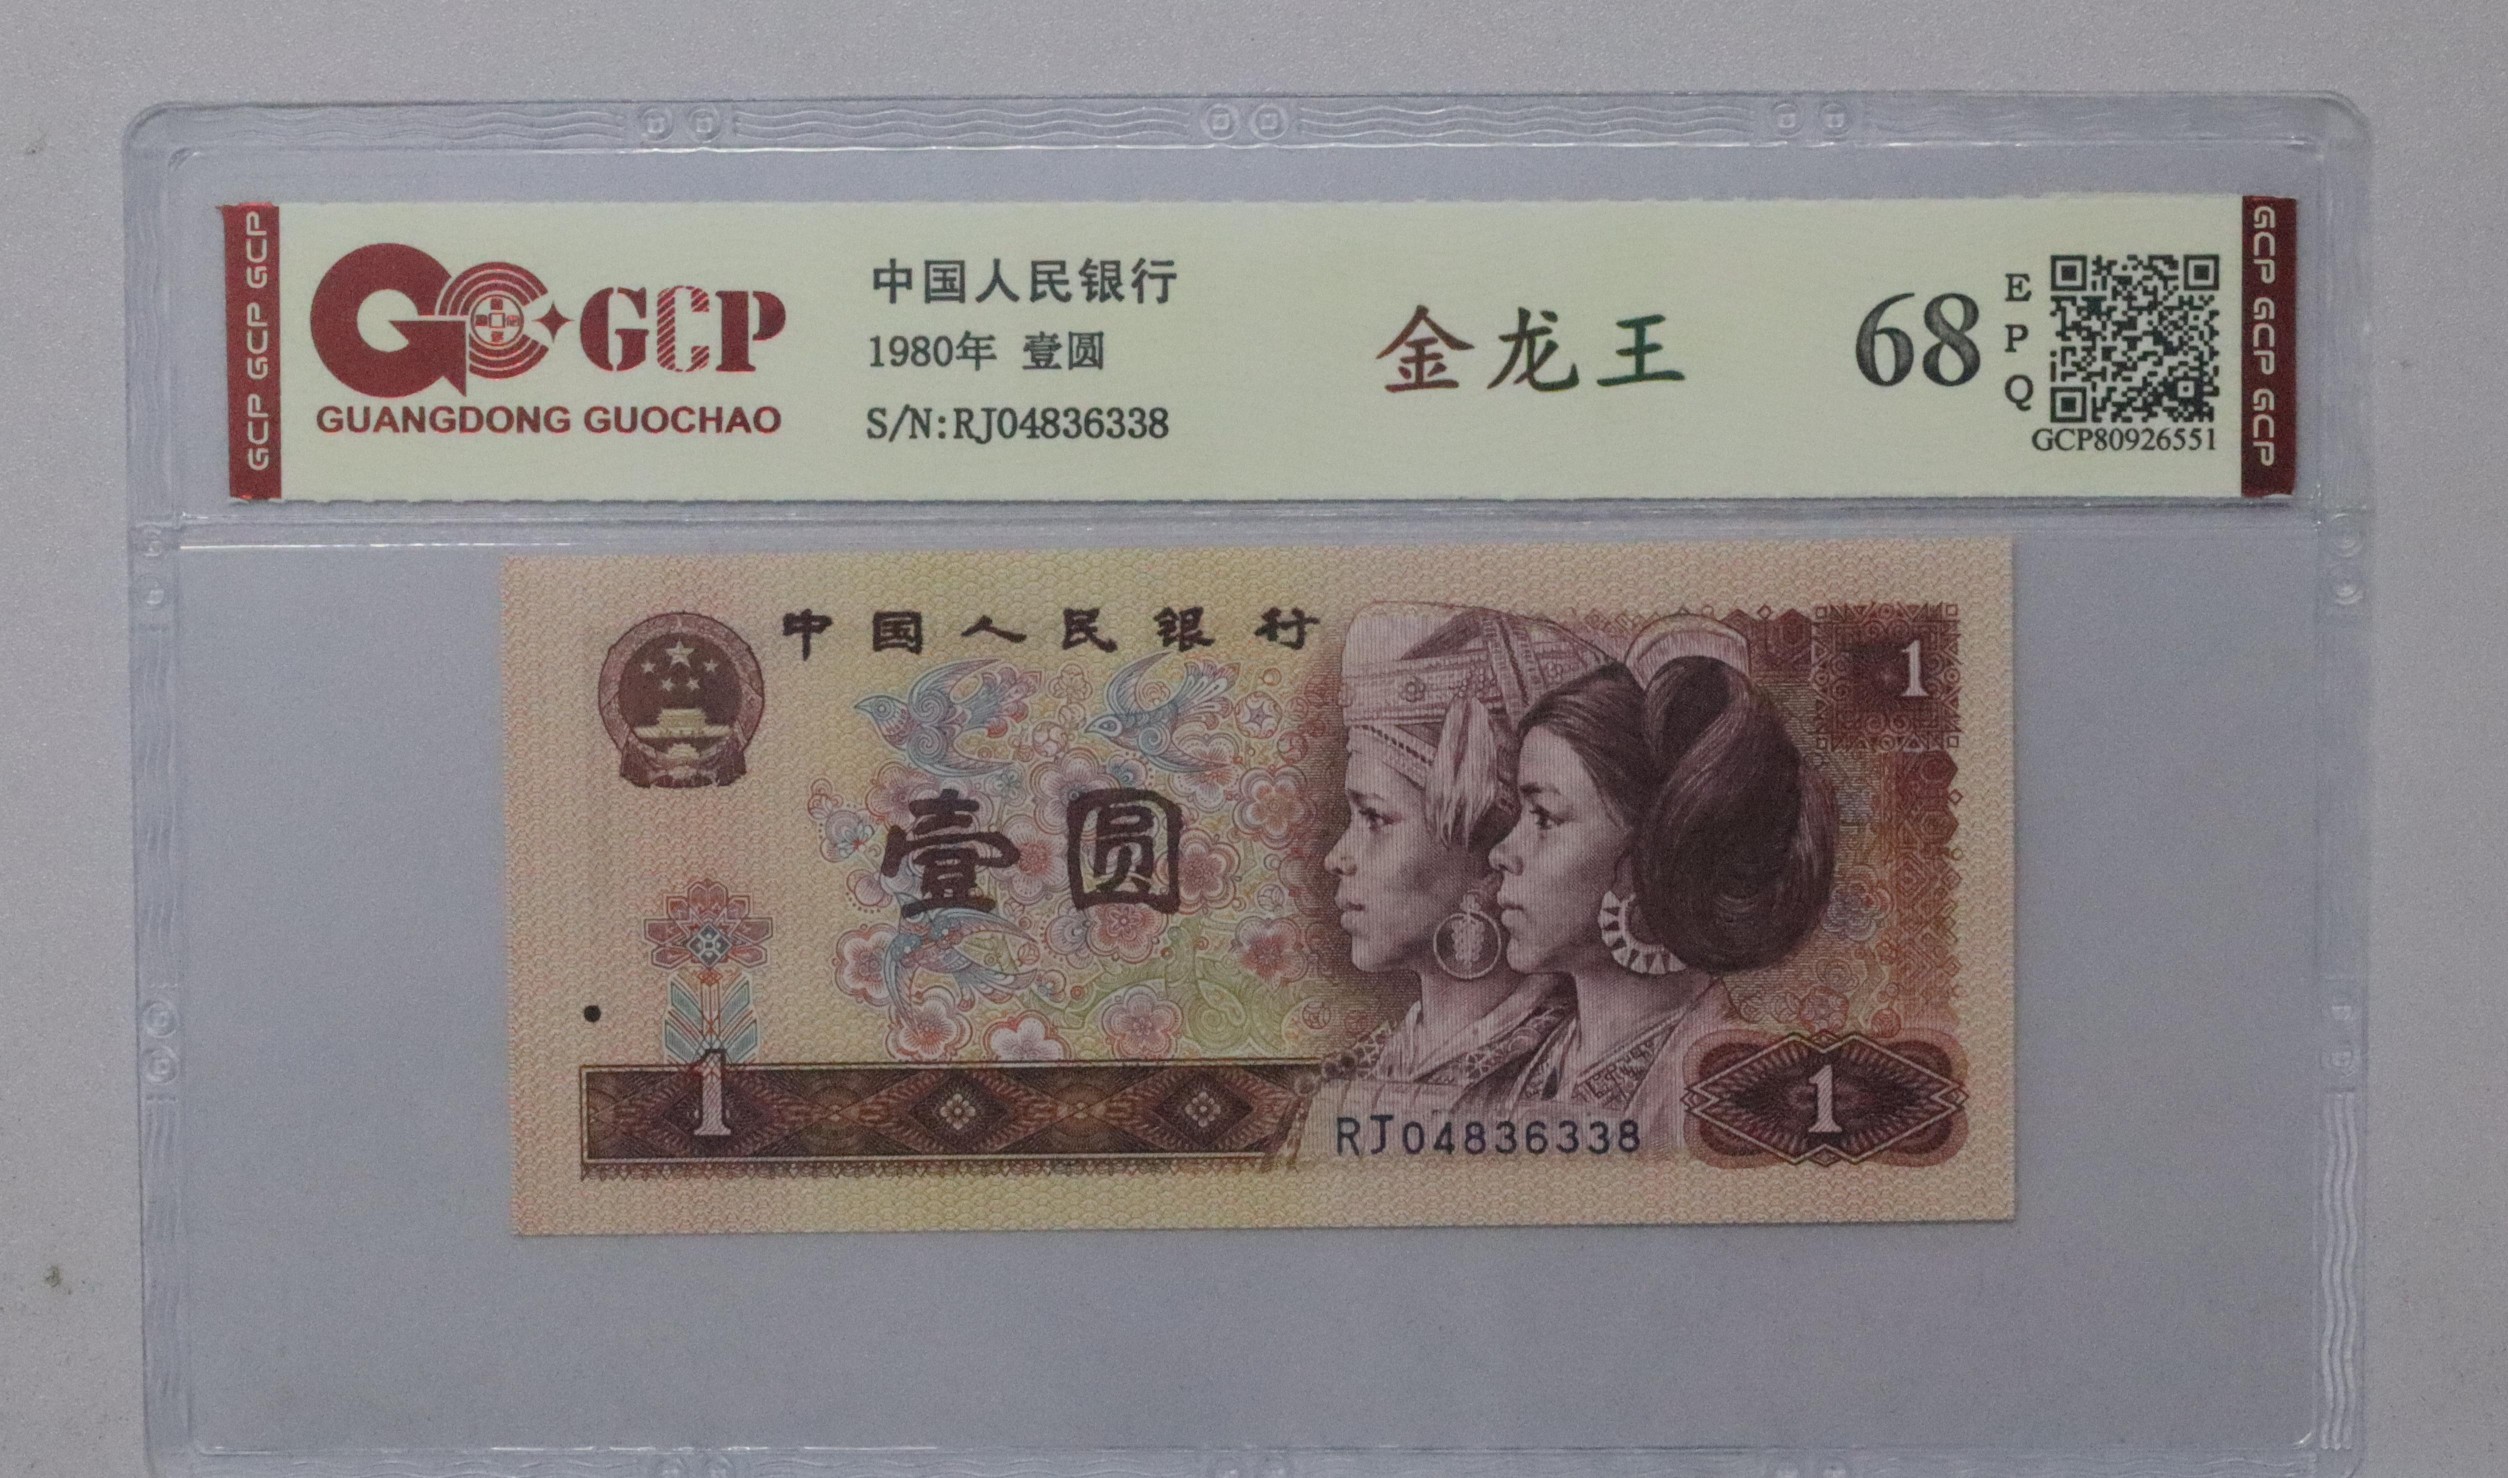 GCP GCP GCP
GCP
GUANGDONG GUOCHAO
中国人民银行
1980年 壹圆
S/N:RJ04836338
金龙王
68
E
P
Q
GCP80926551
GCP GCP GCP
中国人民银行
1
壹圆
1
RJ04836338
1